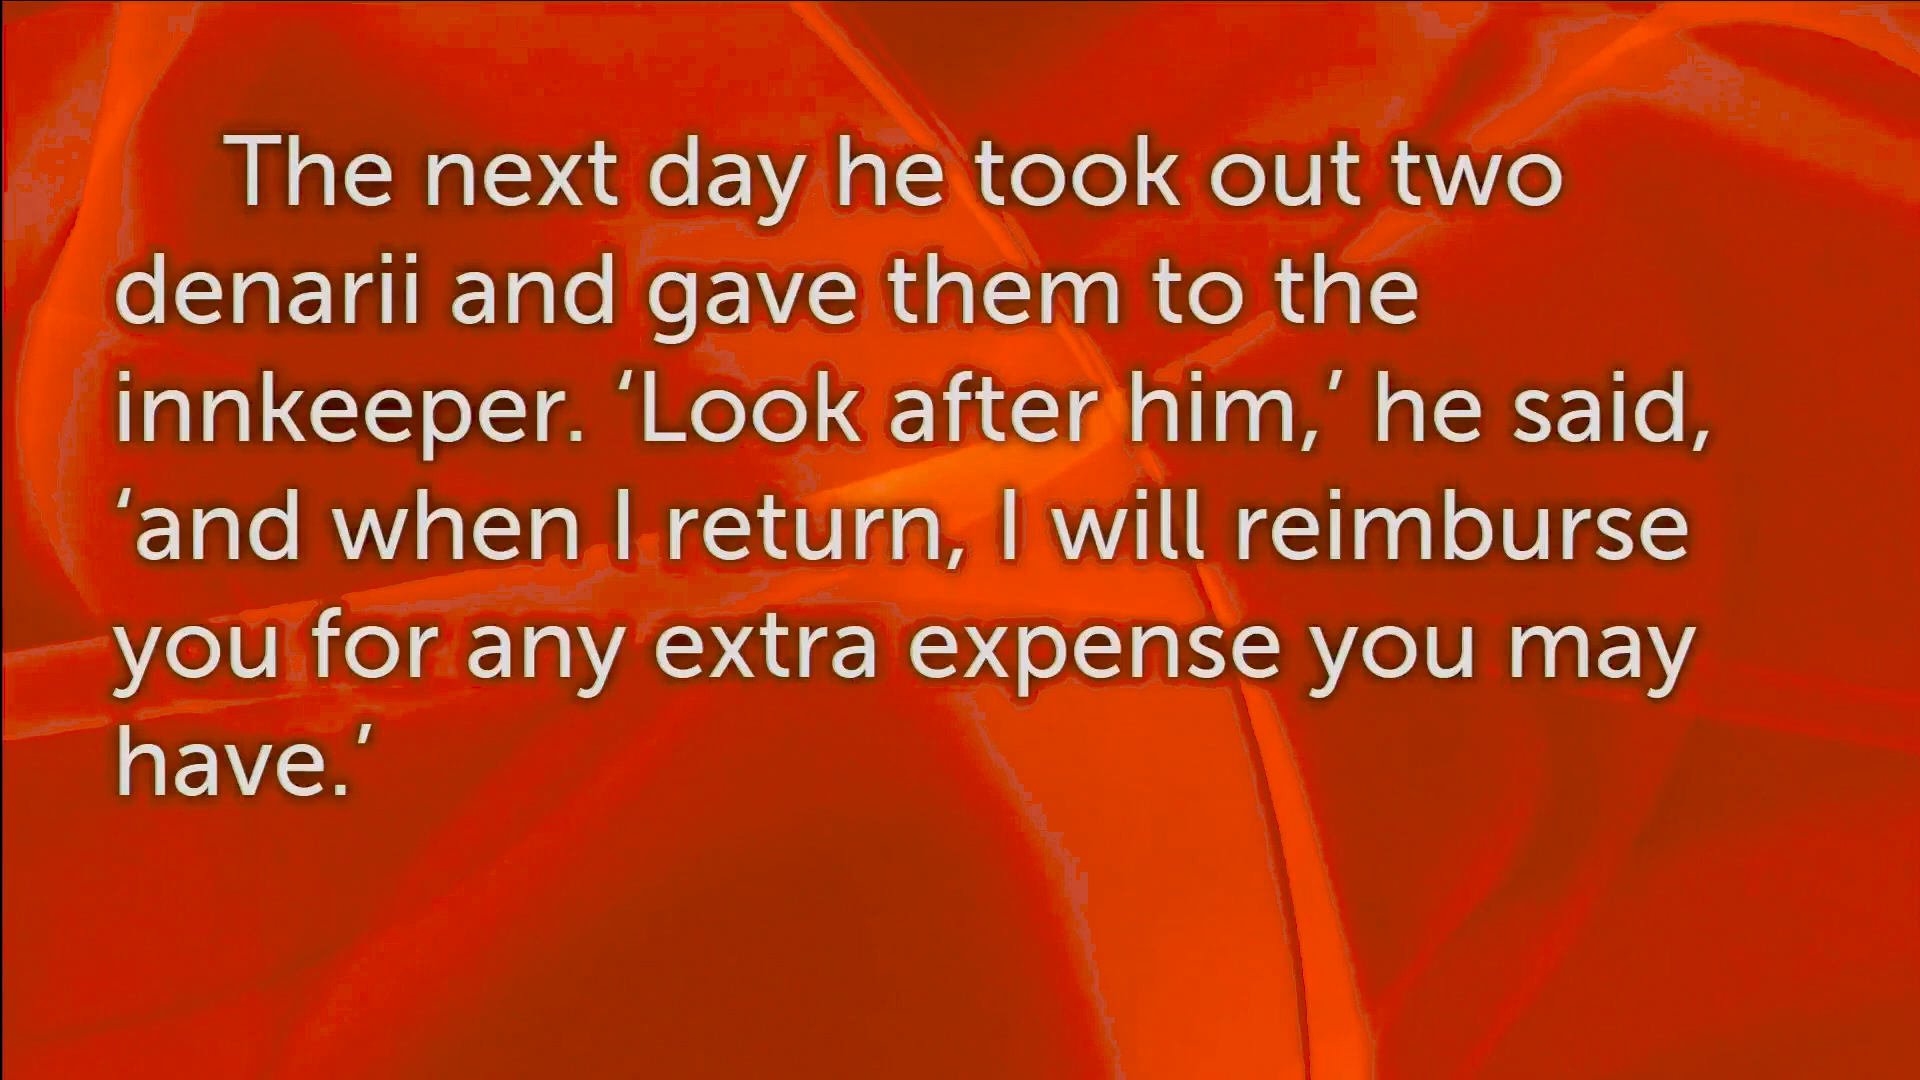 The next day he took out two
denarii and gave them to the
innkeeper. ‘Look after him,’ he said,
‘and when I return, I will reimburse
you for any extra expense you may
have.’